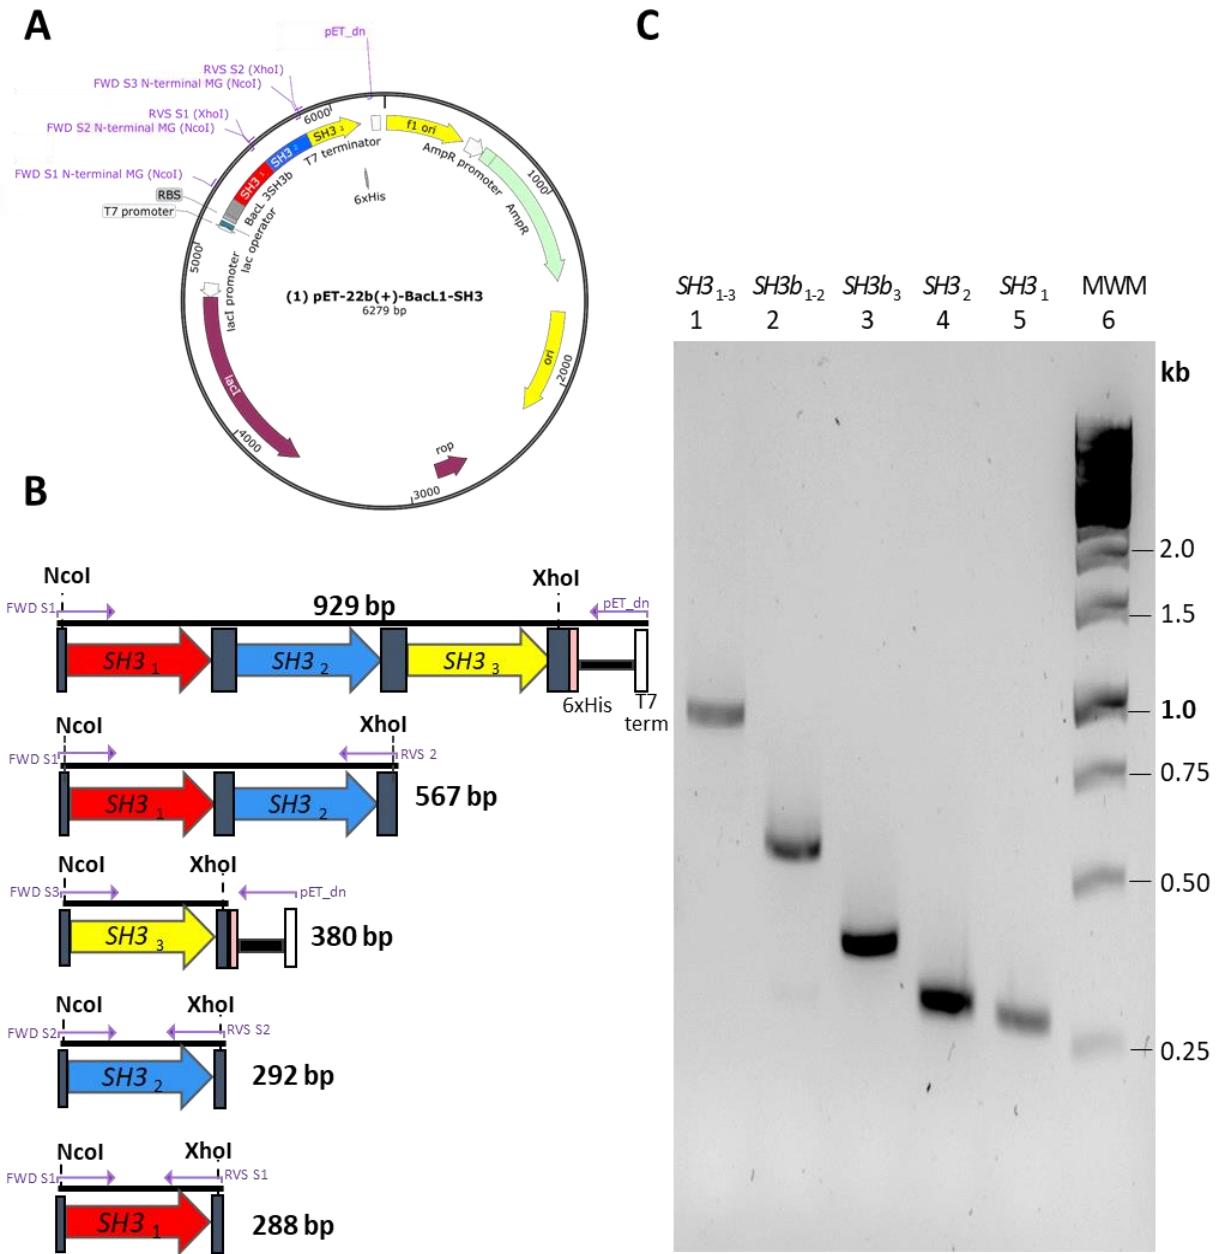 A
pET_dn
RVS S2 (XhoI)
FWD S3 N-terminal MG (NcoI)
RVS S1 (XhoI)
FWD S2 N-terminal MG (NcoI)
FWD S1 N-terminal MG (NcoI)
RBS
T7 promoter
6000
SH3 1
SH3 2
SH3 3
BacL 3SH3b
T7 terminator
6xHis
f1 ori
AmpR promoter
AmpR
1000
lac operator
lacI promoter
5000
(1) pET-22b(+)-BacL1-SH3
6279 bp
lacI
4000
ori
2000
rop
3000
B
NcoI XhoI
FWD S1 929 bp pET_dn
SH3 1 SH3 2 SH3 3
6xHis T7
term
NcoI XhoI
FWD S1 RVS 2
SH3 1 SH3 2 567 bp
NcoI XhoI
FWD S3 pET_dn
SH3 3 380 bp
NcoI XhoI
FWD S2 RVS S2
SH3 2 292 bp
NcoI XhoI
FWD S1 RVS S1
SH3 1 288 bp
C
SH3 1-3 SH3b 1-2 SH3b 3 SH3 2 SH3 1 MWM
1 2 3 4 5 6
kb
2.0
1.5
1.0
0.75
0.50
0.25